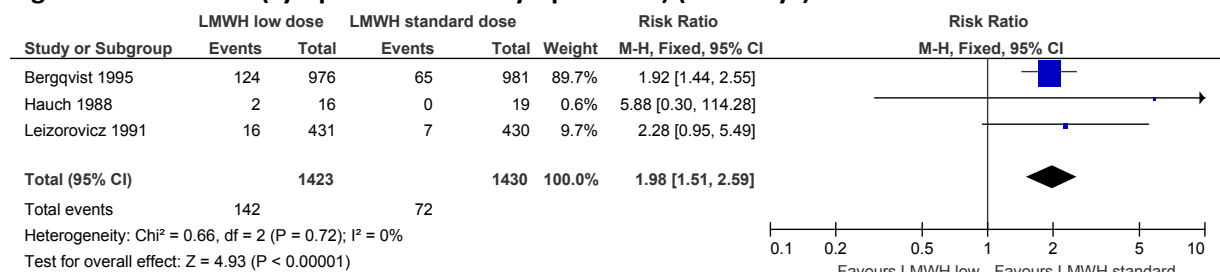 LMWH low dose LMWH standard dose Risk Ratio Risk Ratio
Study or Subgroup Events Total Events Total Weight M-H, Fixed, 95% CI M-H, Fixed, 95% CI
Bergqvist 1995 124 976 65 981 89.7% 1.92 [1.44, 2.55]
Hauch 1988 2 16 0 19 0.6% 5.88 [0.30, 114.28]
Leizorovicz 1991 16 431 7 430 9.7% 2.28 [0.95, 5.49]
Total (95% CI) 1423 1430 100.0% 1.98 [1.51, 2.59]
Total events 142 72
Heterogeneity: Chi² = 0.66, df = 2 (P = 0.72); I² = 0%
Test for overall effect: Z = 4.93 (P < 0.00001)
0.1 0.2 0.5 1 2 5 10
Favours LMWH low Favours LMWH standard